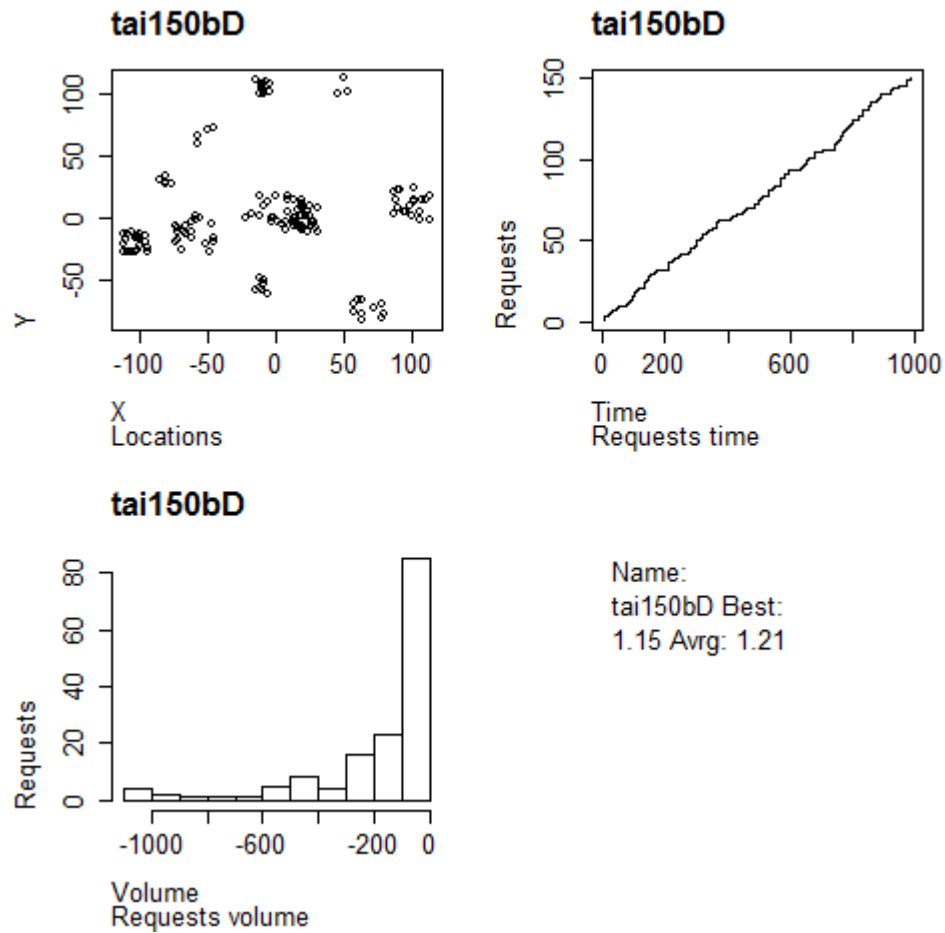 tai150bD
100
50
0
-50
Y
-100 -50 0 50 100
X
Locations
tai150bD
150
100
50
0
Requests
0 200 600 1000
Time
Requests time
tai150bD
80
60
40
20
0
Requests
-1000 -600 -200 0
Volume
Requests volume
Name:
tai150bD Best:
1.15 Avrg: 1.21